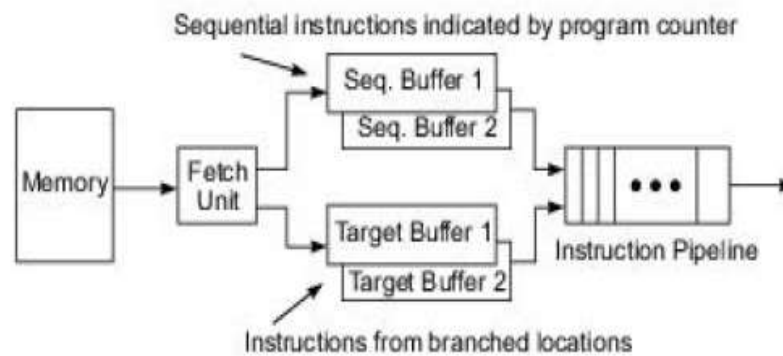 Sequential instructions indicated by program counter
Seq. Buffer 1
Seq. Buffer 2
Memory
Fetch
Unit
Target Buffer 1
Target Buffer 2
Instruction Pipeline
Instructions from branched locations